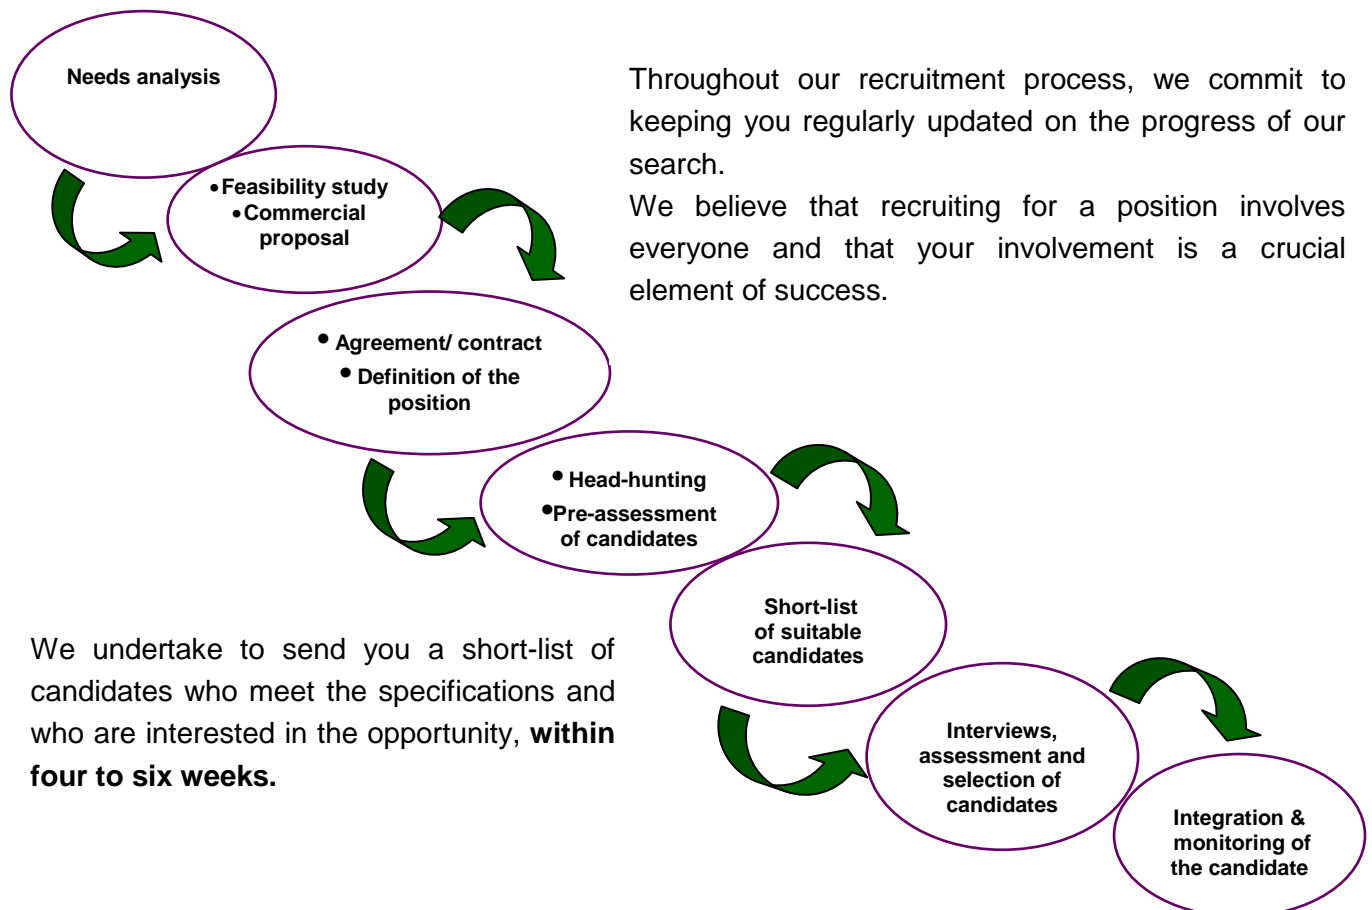 Needs analysis
Throughout our recruitment process, we commit to
keeping you regularly updated on the progress of our
search.
We believe that recruiting for a position involves
everyone and that your involvement is a crucial
element of success.
•Feasibility study
•Commercial
proposal
• Agreement/ contract
• Definition of the
position
• Head-hunting
•Pre-assessment
of candidates
Short-list
of suitable
candidates
We undertake to send you a short-list of
candidates who meet the specifications and
who are interested in the opportunity, within
four to six weeks.
Interviews,
assessment and
selection of
candidates
Integration &
monitoring of
the candidate